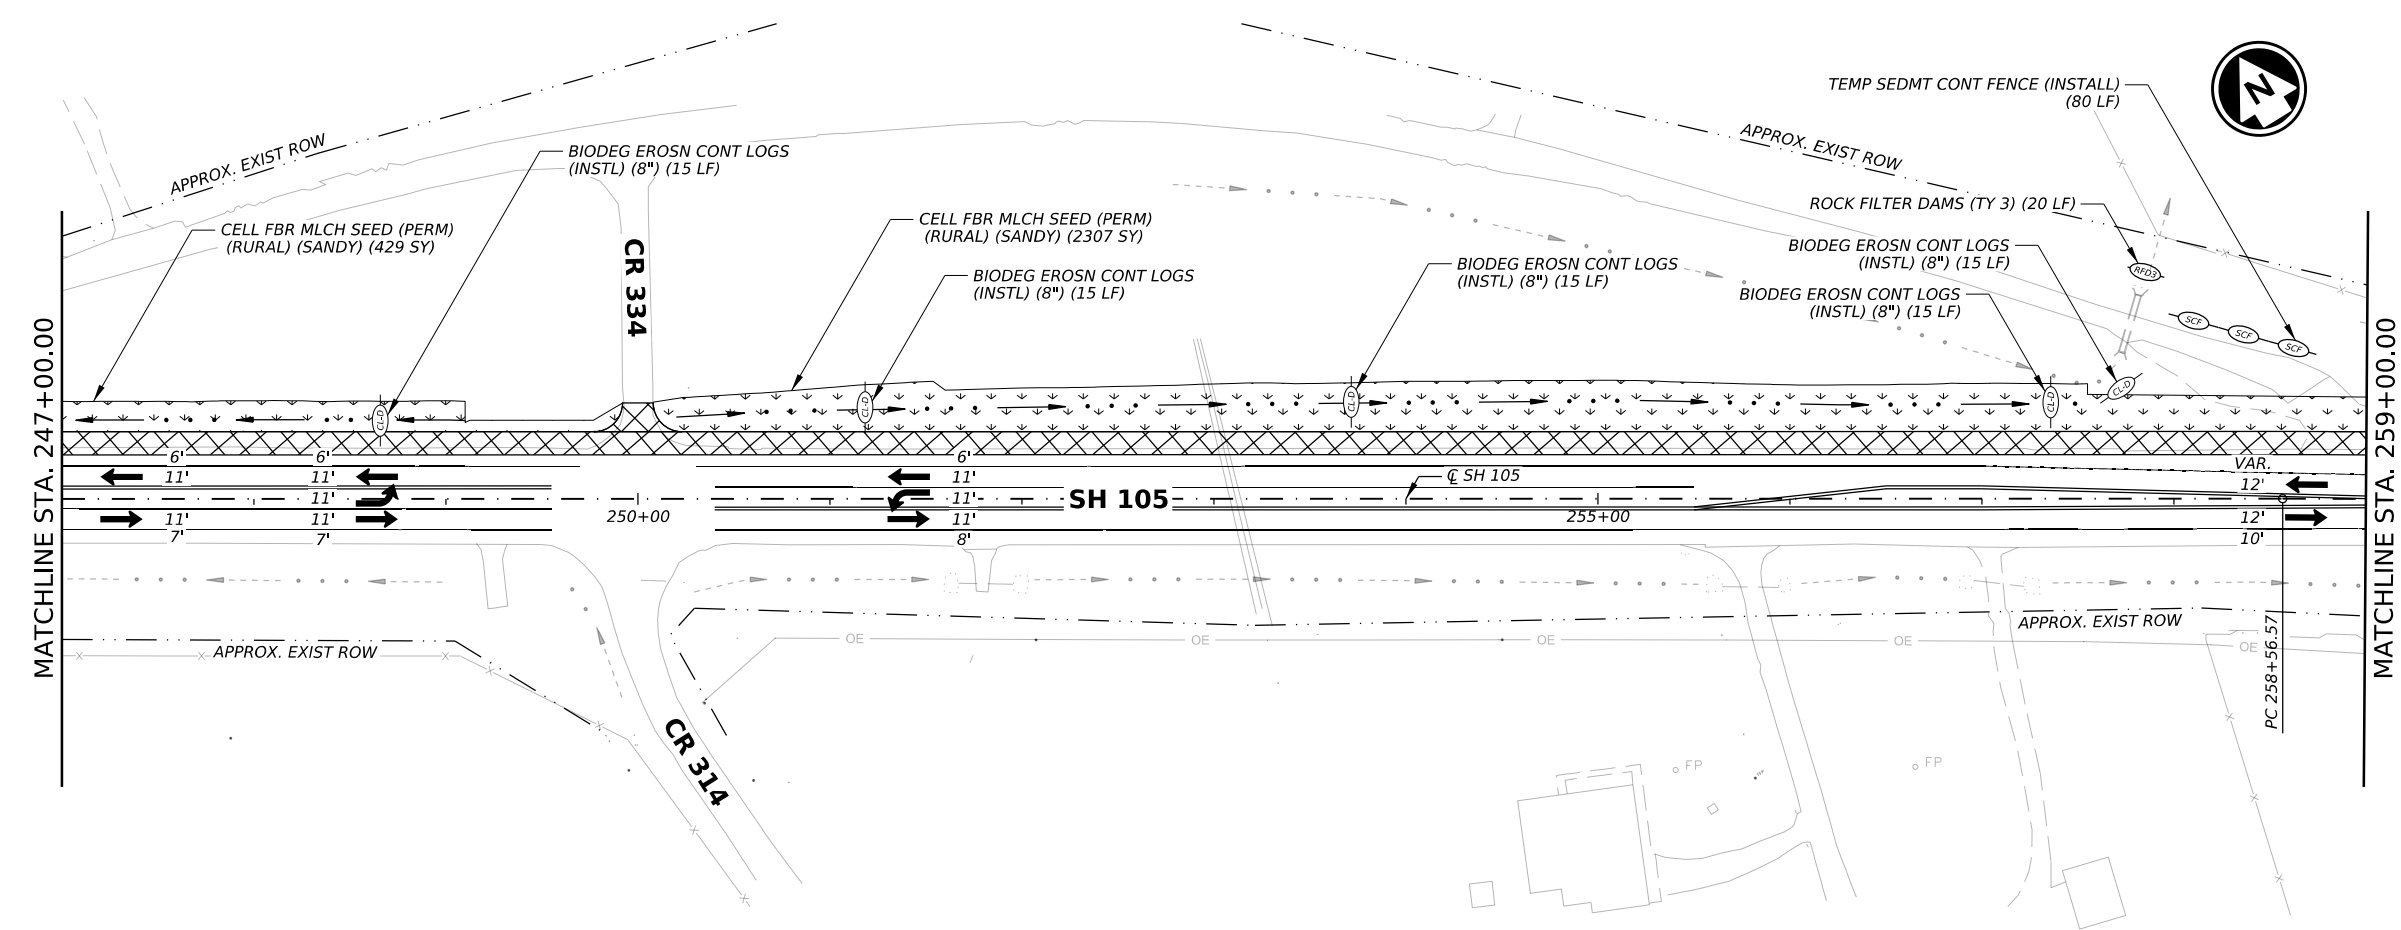 TEMP SEDMT CONT FENCE (INSTALL)
(80 LF)
N
APPROX. EXIST ROW
APPROX. EXIST ROW
BIODEG EROSN CONT LOGS
(INSTL) (8") (15 LF)
CELL FBR MLCH SEED (PERM)
(RURAL) (SANDY) (429 SY)
CR 334
CELL FBR MLCH SEED (PERM)
(RURAL) (SANDY) (2307 SY)
BIODEG EROSN CONT LOGS
(INSTL) (8") (15 LF)
BIODEG EROSN CONT LOGS
(INSTL) (8") (15 LF)
ROCK FILTER DAMS (TY 3) (20 LF)
BIODEG EROSN CONT LOGS
(INSTL) (8") (15 LF)
BIODEG EROSN CONT LOGS
(INSTL) (8") (15 LF)
RFD3
SCF
SCF
SCF
CL-D
CL-D
CL-D
CL-D
CL-D
MATCHLINE STA. 247+00.00
MATCHLINE STA. 259+00.00
6'
6'
6'
VAR.
11'
11'
11'
℄ SH 105
12'
11'
11'
SH 105
11'
11'
11'
250+00
255+00
12'
7'
7'
8'
10'
APPROX. EXIST ROW
APPROX. EXIST ROW
OE
OE
OE
OE
OE
PC 258+56.57
CR 314
FP
FP